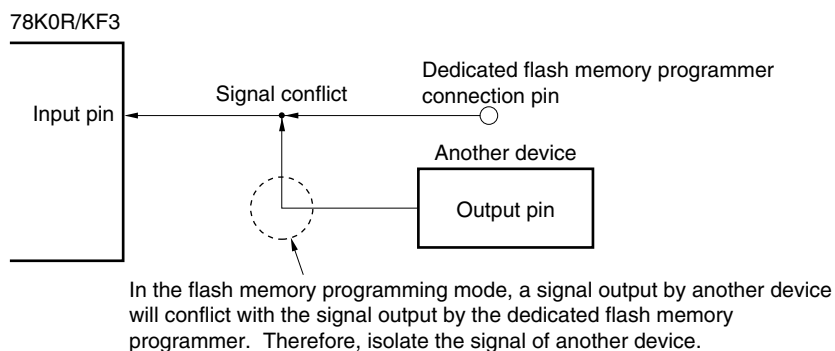 78K0R/KF3
Input pin
Signal conflict
Dedicated flash memory programmer
connection pin
Another device
Output pin
In the flash memory programming mode, a signal output by another device
will conflict with the signal output by the dedicated flash memory
programmer.  Therefore, isolate the signal of another device.